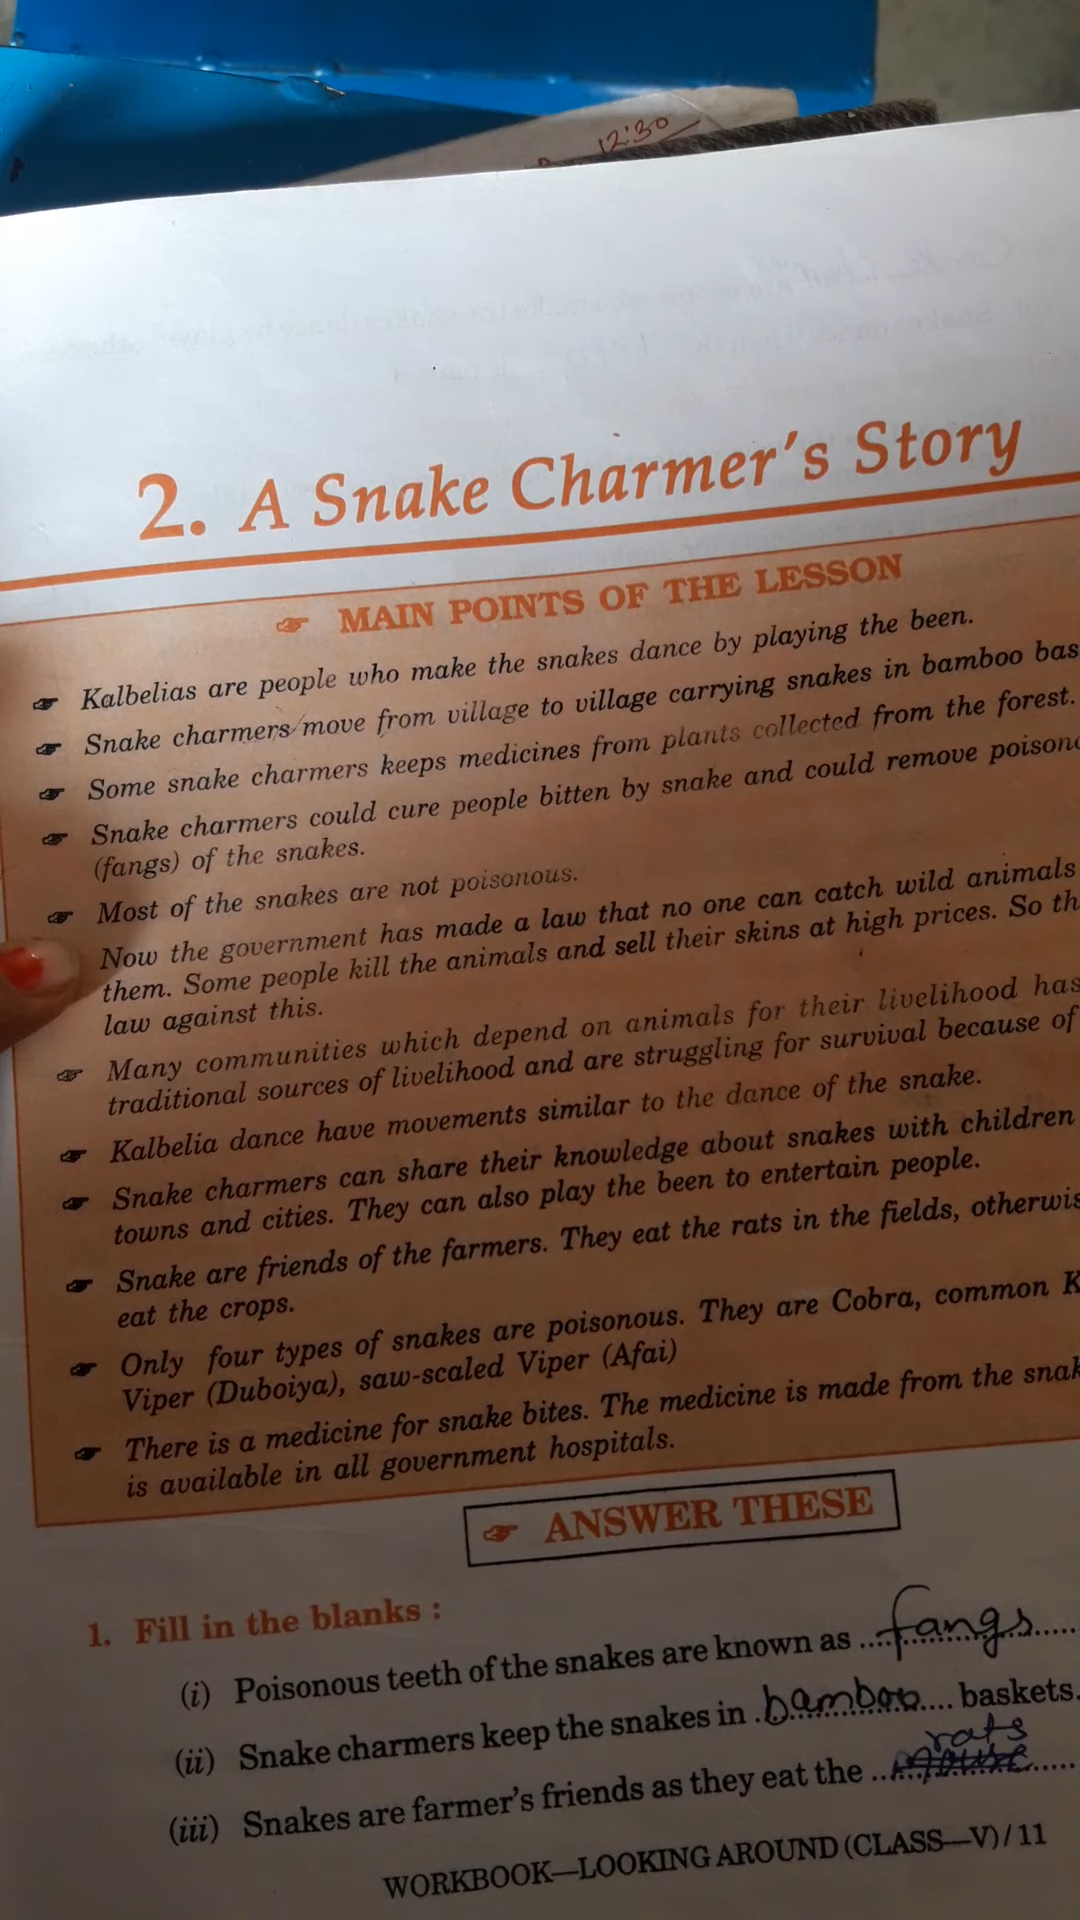 12:30
2. A Snake Charmer's Story
MAIN POINTS OF THE LESSON
Kalbelias are people who make the snakes dance by playing the been.
Snake charmers move from village to village carrying snakes in bamboo bas
Some snake charmers keeps medicines from plants collected from the forest.
Snake charmers could cure people bitten by snake and could remove poisono
(fangs) of the snakes.
Most of the snakes are not poisonous.
Now the government has made a law that no one can catch wild animals
them. Some people kill the animals and sell their skins at high prices. So th
law against this.
Many communities which depend on animals for their livelihood has
traditional sources of livelihood and are struggling for survival because of
Kalbelia dance have movements similar to the dance of the snake.
Snake charmers can share their knowledge about snakes with children
towns and cities. They can also play the been to entertain people.
Snake are friends of the farmers. They eat the rats in the fields, otherwis
eat the crops.
Only four types of snakes are poisonous. They are Cobra, common K
Viper (Duboiya), saw-scaled Viper (Afai)
There is a medicine for snake bites. The medicine is made from the snak
is available in all government hospitals.
ANSWER THESE
1. Fill in the blanks :
(i) Poisonous teeth of the snakes are known as ....fangs.....
(ii) Snake charmers keep the snakes in .bamboo.... baskets.
rats
(iii) Snakes are farmer's friends as they eat the ........
WORKBOOK—LOOKING AROUND (CLASS—V) / 11